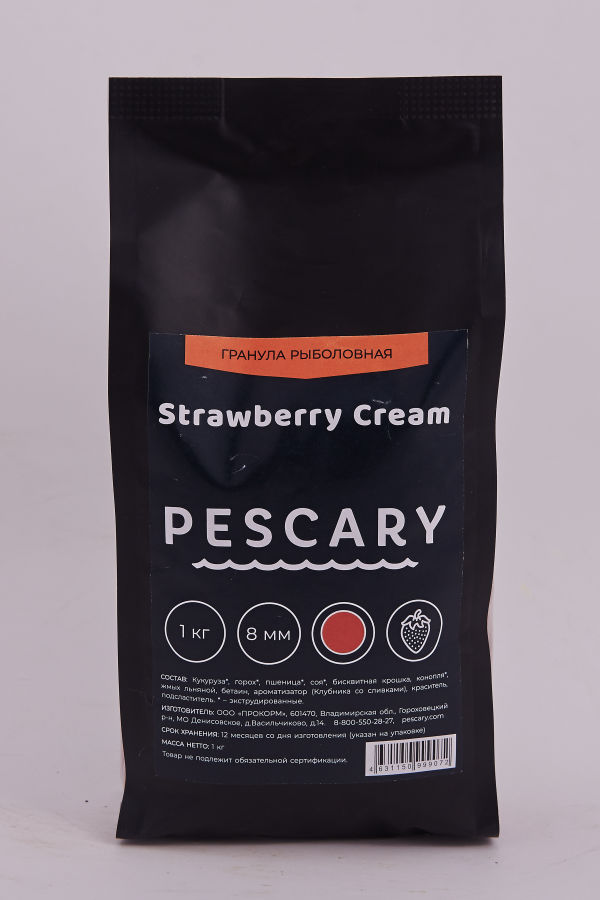 ГРАНУЛА РЫБОЛОВНАЯ
Strawberry Cream
PESCARY
1 кг
8 мм
СОСТАВ: Кукуруза*, горох*, пшеница*, соя*, бисквитная крошка, конопля*,
жмых льняной, бетаин, ароматизатор (Клубника со сливками), краситель,
подсластитель. * – экструдированные.
ИЗГОТОВИТЕЛЬ: ООО «ПРОКОРМ», 601470, Владимирская обл., Гороховецкий
р-н, МО Денисовское, д.Васильчиково, д.14. 8-800-550-28-27, pescary.com
СРОК ХРАНЕНИЯ: 12 месяцев со дня изготовления (указан на упаковке)
МАССА НЕТТО: 1 кг
Товар не подлежит обязательной сертификации.
4 631150 999072